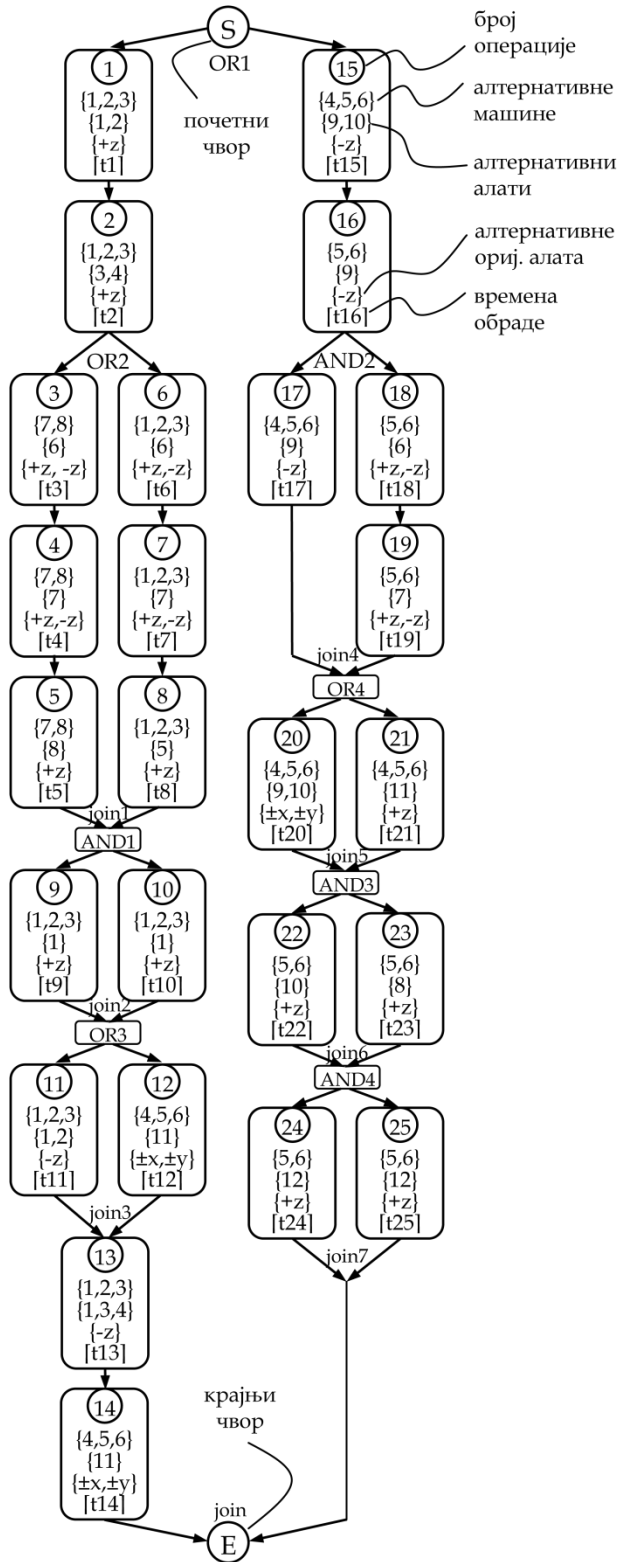 S
OR1
почетни
чвор
1
{1,2,3}
{1,2}
{+z}
⌈t1⌉
2
{1,2,3}
{3,4}
{+z}
⌈t2⌉
OR2
3
{7,8}
{6}
{+z, -z}
⌈t3⌉
6
{1,2,3}
{6}
{+z,-z}
⌈t6⌉
4
{7,8}
{7}
{+z,-z}
⌈t4⌉
7
{1,2,3}
{7}
{+z,-z}
⌈t7⌉
5
{7,8}
{8}
{+z}
⌈t5⌉
8
{1,2,3}
{5}
{+z}
⌈t8⌉
join1
AND1
9
{1,2,3}
{1}
{+z}
⌈t9⌉
10
{1,2,3}
{1}
{+z}
⌈t10⌉
join2
OR3
11
{1,2,3}
{1,2}
{-z}
⌈t11⌉
12
{4,5,6}
{11}
{±x,±y}
⌈t12⌉
join3
13
{1,2,3}
{1,3,4}
{-z}
⌈t13⌉
14
{4,5,6}
{11}
{±x,±y}
⌈t14⌉
15
{4,5,6}
{9,10}
{-z}
⌈t15⌉
број
операције
алтернативне
машине
алтернативни
алати
16
{5,6}
{9}
{-z}
⌈t16⌉
алтернативне
ориј. алата
времена
обраде
AND2
17
{4,5,6}
{9}
{-z}
⌈t17⌉
18
{5,6}
{6}
{+z,-z}
⌈t18⌉
19
{5,6}
{7}
{+z,-z}
⌈t19⌉
join4
OR4
20
{4,5,6}
{9,10}
{±x,±y}
⌈t20⌉
21
{4,5,6}
{11}
{+z}
⌈t21⌉
join5
AND3
22
{5,6}
{10}
{+z}
⌈t22⌉
23
{5,6}
{8}
{+z}
⌈t23⌉
join6
AND4
24
{5,6}
{12}
{+z}
⌈t24⌉
25
{5,6}
{12}
{+z}
⌈t25⌉
join7
крајњи
чвор
join
E